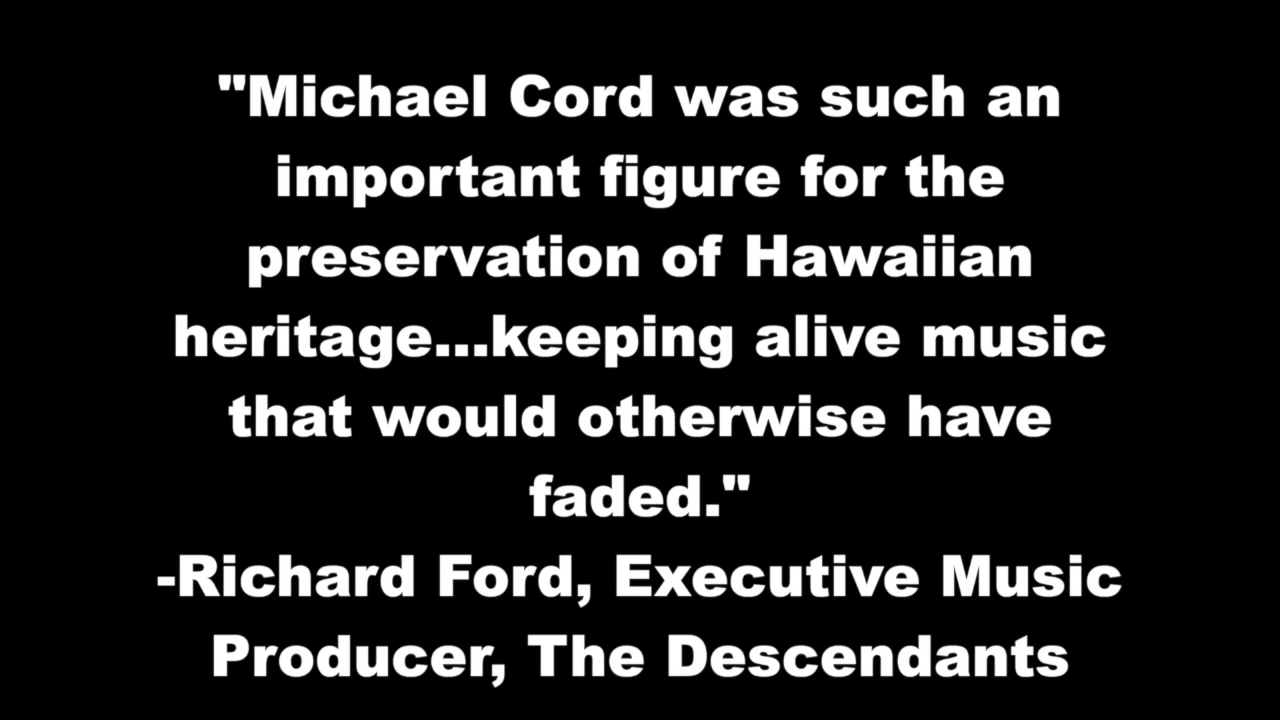 "Michael Cord was such an
important figure for the
preservation of Hawaiian
heritage...keeping alive music
that would otherwise have
faded."
-Richard Ford, Executive Music
Producer, The Descendants